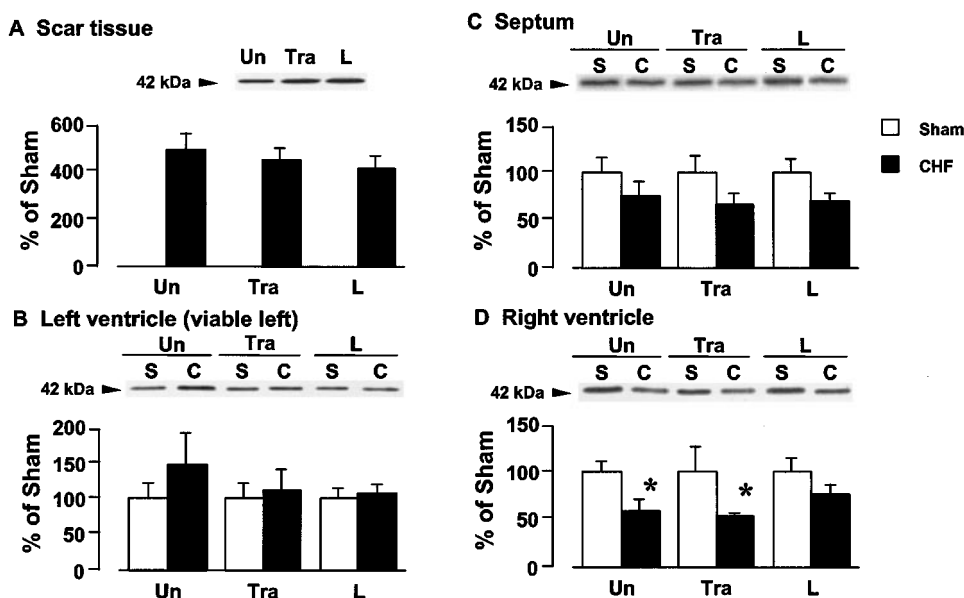 A Scar tissue
Un Tra L
42 kDa
600
400
200
0
% of Sham
Un Tra L
B Left ventricle (viable left)
Un Tra L
S C S C S C
42 kDa
200
150
100
50
0
% of Sham
Un Tra L
C Septum
Un Tra L
S C S C S C
42 kDa
150
100
50
0
% of Sham
Un Tra L
Sham
CHF
D Right ventricle
Un Tra L
S C S C S C
42 kDa
150
100
50
0
% of Sham
* *
Un Tra L